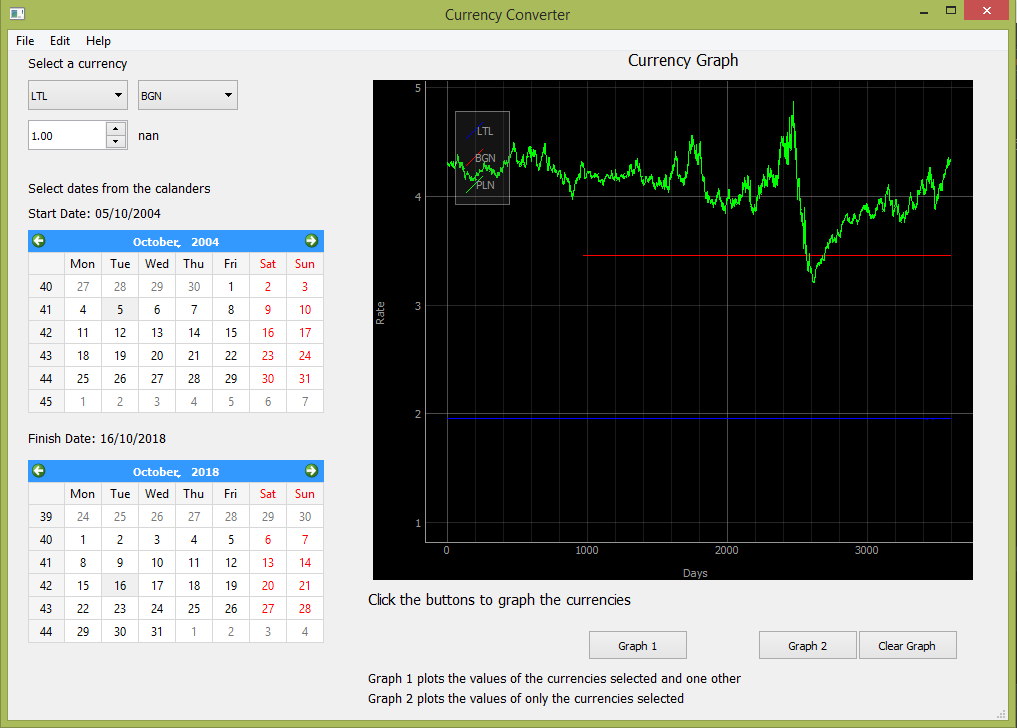 Currency Converter
File Edit Help
Select a currency
LTL BGN
1.00 nan
Select dates from the calanders
Start Date: 05/10/2004
October, 2004
Mon Tue Wed Thu Fri Sat Sun
40 27 28 29 30 1 2 3
41 4 5 6 7 8 9 10
42 11 12 13 14 15 16 17
43 18 19 20 21 22 23 24
44 25 26 27 28 29 30 31
45 1 2 3 4 5 6 7
Finish Date: 16/10/2018
October, 2018
Mon Tue Wed Thu Fri Sat Sun
39 24 25 26 27 28 29 30
40 1 2 3 4 5 6 7
41 8 9 10 11 12 13 14
42 15 16 17 18 19 20 21
43 22 23 24 25 26 27 28
44 29 30 31 1 2 3 4
Currency Graph
5
4
3
2
1
Rate
LTL
BGN
PLN
0 1000 2000 3000
Days
Click the buttons to graph the currencies
Graph 1 Graph 2 Clear Graph
Graph 1 plots the values of the currencies selected and one other
Graph 2 plots the values of only the currencies selected